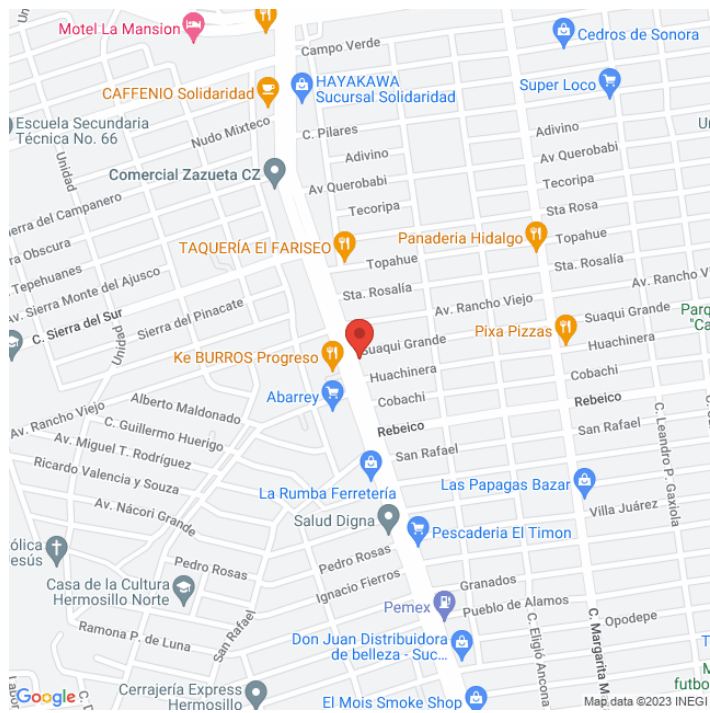 Motel La Mansion
Campo Verde
Cedros de Sonora
CAFFENIO Solidaridad
HAYAKAWA
Sucursal Solidaridad
Super Loco
Escuela Secundaria
Técnica No. 66
Nudo Mixteco
C. Pilares
Adivino
Adivino
Unidad
Comercial Zazueta CZ
Av Querobabi
Av Querobabi
Tecoripa
Tecoripa
Sta Rosa
TAQUERÍA El FARISEO
Panaderia Hidalgo
Topahue
Topahue
Sta. Rosalía
Sta. Rosalía
Av. Sierra Monte del Ajusco
Av. Rancho Viejo
Av. Rancho Viejo
C. Sierra del Sur
Sierra del Pinacate
Unidad
Suaqui Grande
Suaqui Grande
Pixa Pizzas
Ke BURROS Progreso
Huachinera
Huachinera
Abarrey
Cobachi
Cobachi
Av. Rancho Viejo
Alberto Maldonado
Rebeico
Rebeico
C. Guillermo Huerigo
San Rafael
San Rafael
Av. Miguel T. Rodríguez
C. Leandro P. Gaxiola
Ricardo Valencia y Souza
La Rumba Ferretería
Las Papagas Bazar
Av. Nácori Grande
Salud Digna
Villa Juárez
Pescaderia El Timon
Pedro Rosas
Pedro Rosas
Casa de la Cultura
Hermosillo Norte
Ignacio Fierros
Granados
Pemex
Pueblo de Alamos
Opodepe
San Rafael
Ramona P. de Luna
Don Juan Distribuidora
de belleza - Suc...
C. Eligió Ancona
C. Margarita M
Cerrajería Express
Hermosillo
El Mois Smoke Shop
Google
Map data ©2023 INEGI